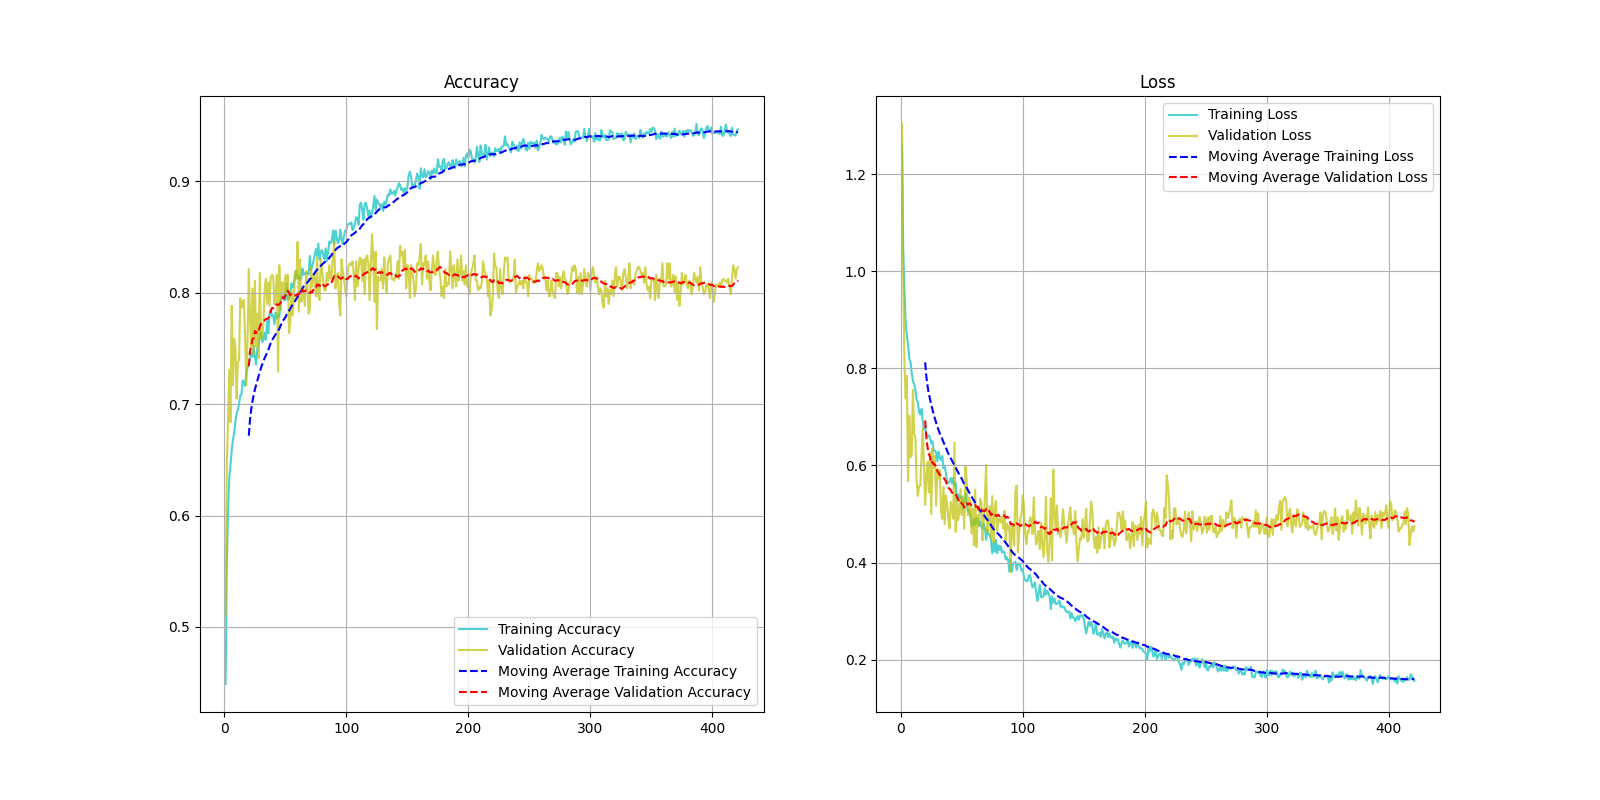 Accuracy
0.9
0.8
0.7
0.6
0.5
0 100 200 300 400
Training Accuracy
Validation Accuracy
Moving Average Training Accuracy
Moving Average Validation Accuracy
Loss
1.2
1.0
0.8
0.6
0.4
0.2
0 100 200 300 400
Training Loss
Validation Loss
Moving Average Training Loss
Moving Average Validation Loss